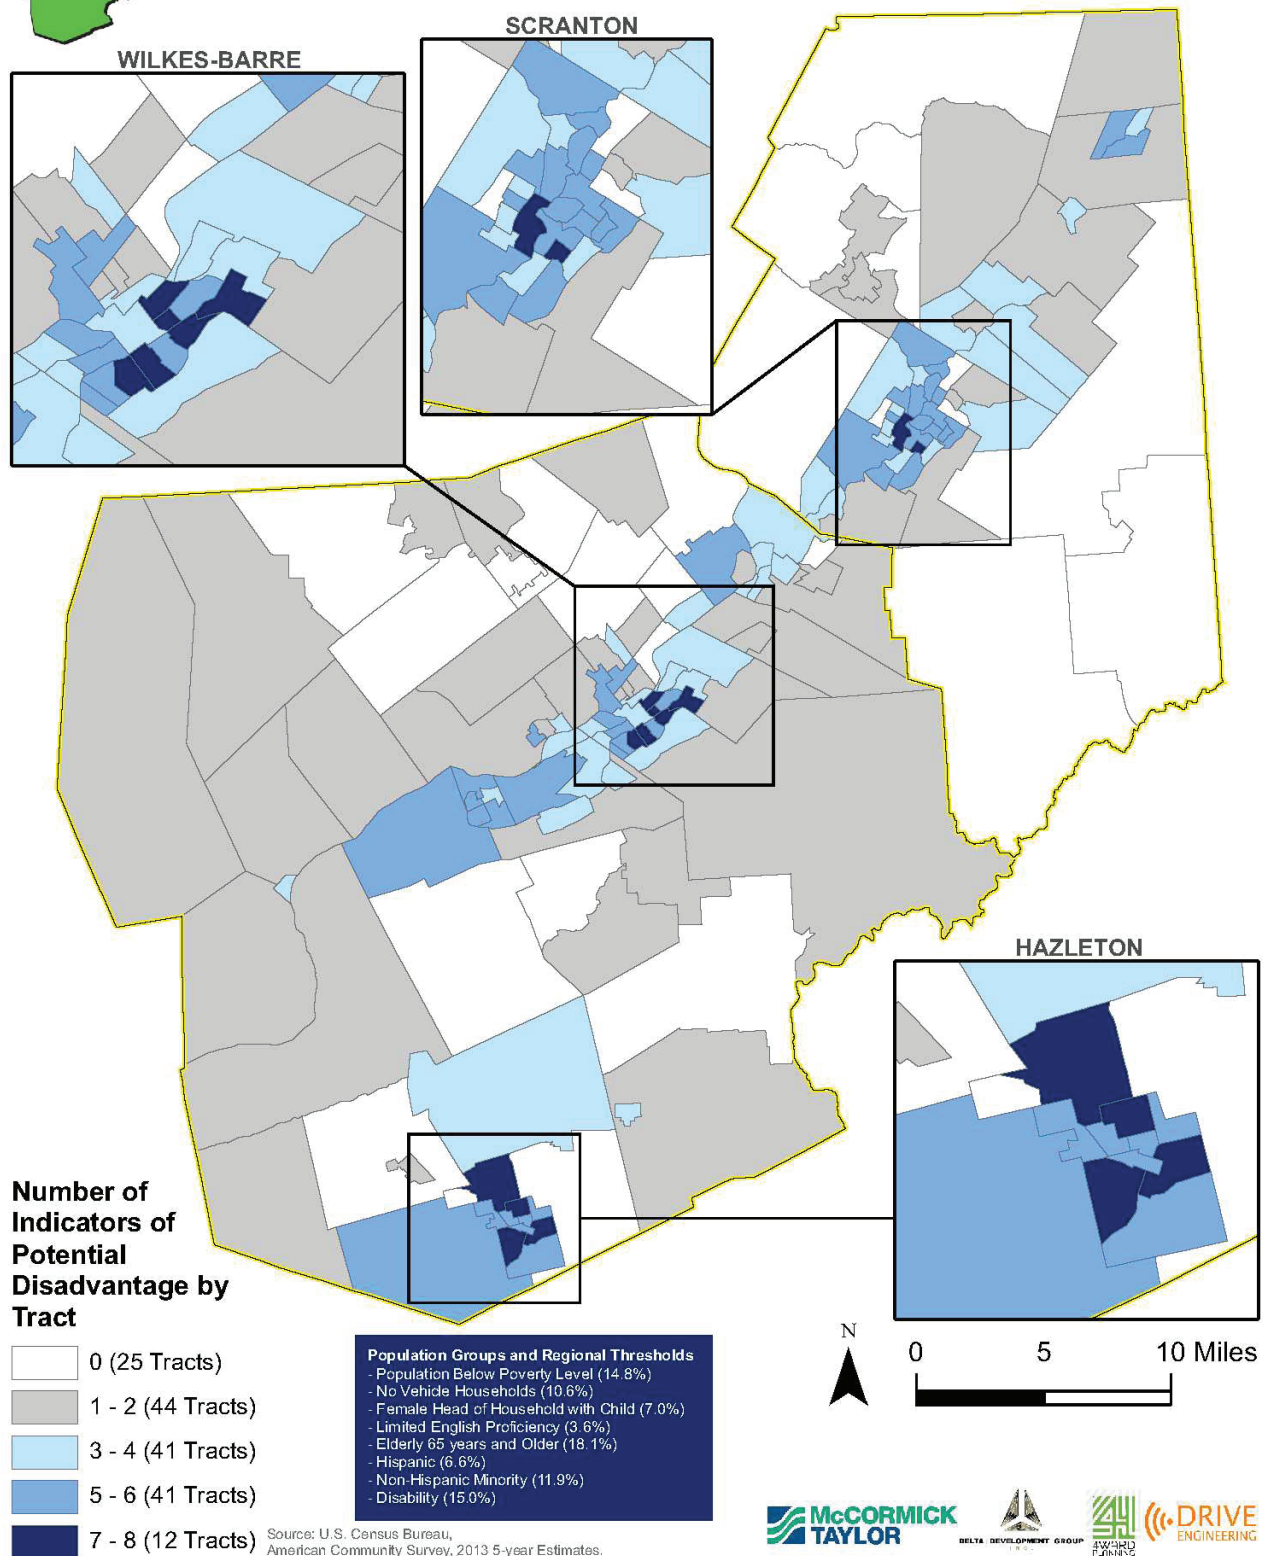 SCRANTON
WILKES-BARRE
HAZLETON
Number of
Indicators of
Potential
Disadvantage by
Tract
0 (25 Tracts)
1 - 2 (44 Tracts)
3 - 4 (41 Tracts)
5 - 6 (41 Tracts)
7 - 8 (12 Tracts)
Source: U.S. Census Bureau,
American Community Survey, 2013 5-year Estimates.
Population Groups and Regional Thresholds
- Population Below Poverty Level (14.8%)
- No Vehicle Households (10.6%)
- Female Head of Household with Child (7.0%)
- Limited English Proficiency (3.6%)
- Elderly 65 years and Older (18.1%)
- Hispanic (6.6%)
- Non-Hispanic Minority (11.9%)
- Disability (15.0%)
N
0 5 10 Miles
McCORMICK
TAYLOR
DELTA DEVELOPMENT GROUP
INC.
4WARD
PLANNING
DRIVE
ENGINEERING